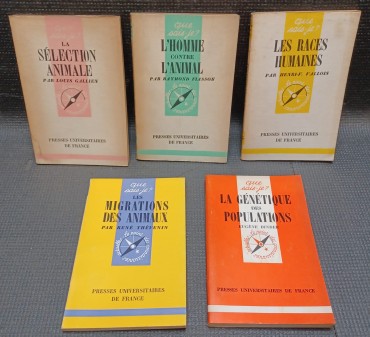 LA
SÉLECTION
ANIMALE
PAR LOUIS GALLIEN
PRESSES UNIVERSITAIRES
DE FRANCE
que
sais-je?
L'HOMME
CONTRE
L'ANIMAL
PAR RAYMOND FIASSON
PRESSES UNIVERSITAIRES
DE FRANCE
que
sais-je?
LES RACES
HUMAINES
PAR HENRI-V. VALLOIS
PRESSES UNIVERSITAIRES
DE FRANCE
que
sais-je?
LES
MIGRATIONS
DES ANIMAUX
PAR RENÉ THÉVENIN
PRESSES UNIVERSITAIRES
DE FRANCE
que
sais-je?
LA GÉNÉTIQUE
DES
POPULATIONS
EUGÈNE BINDER
PRESSES UNIVERSITAIRES DE FRANCE